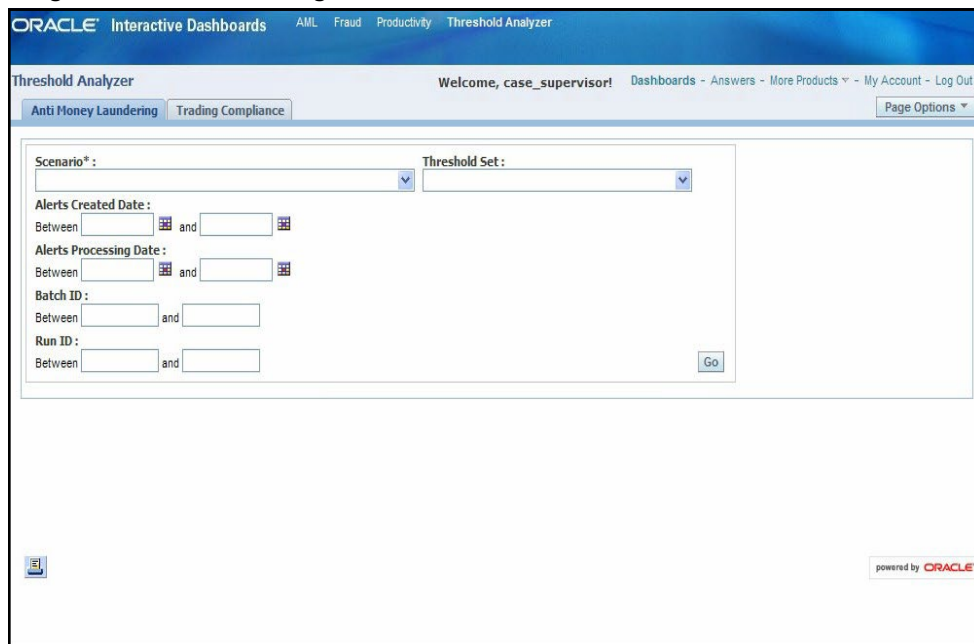 ORACLE® Interactive Dashboards AML Fraud Productivity Threshold Analyzer
Threshold Analyzer Welcome, case_supervisor! Dashboards - Answers - More Products - My Account - Log Out
Anti Money Laundering Trading Compliance Page Options
Scenario* : Threshold Set :
Alerts Created Date :
Between and
Alerts Processing Date :
Between and
Batch ID :
Between and
Run ID :
Between and Go
powered by ORACLE